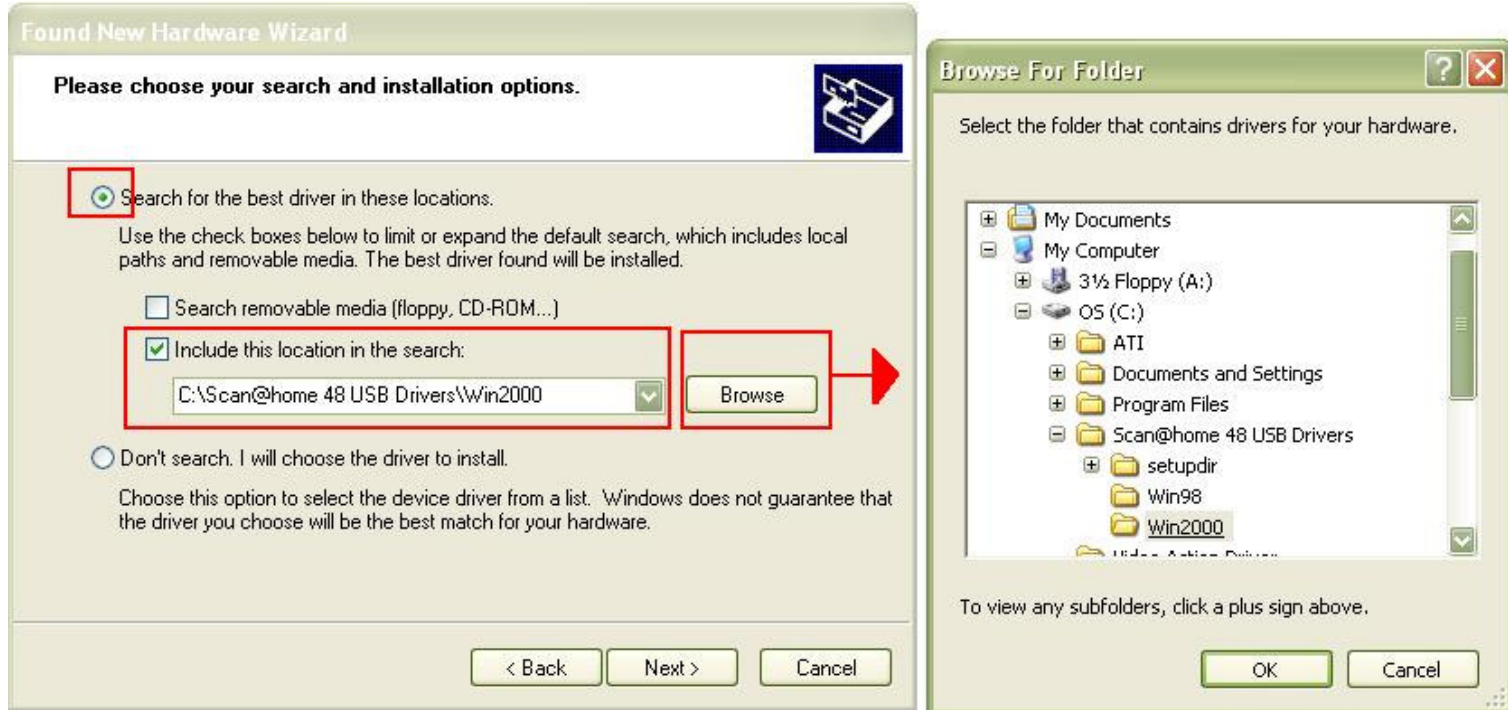 Found New Hardware Wizard
Please choose your search and installation options.
Search for the best driver in these locations.
Use the check boxes below to limit or expand the default search, which includes local
paths and removable media. The best driver found will be installed.
Search removable media (floppy, CD-ROM...)
Include this location in the search:
C:\Scan@home 48 USB Drivers\Win2000
Browse
Don't search. I will choose the driver to install.
Choose this option to select the device driver from a list. Windows does not guarantee that
the driver you choose will be the best match for your hardware.
< Back
Next >
Cancel
Browse For Folder
Select the folder that contains drivers for your hardware.
My Documents
My Computer
3½ Floppy (A:)
OS (C:)
ATI
Documents and Settings
Program Files
Scan@home 48 USB Drivers
setupdir
Win98
Win2000
To view any subfolders, click a plus sign above.
OK
Cancel